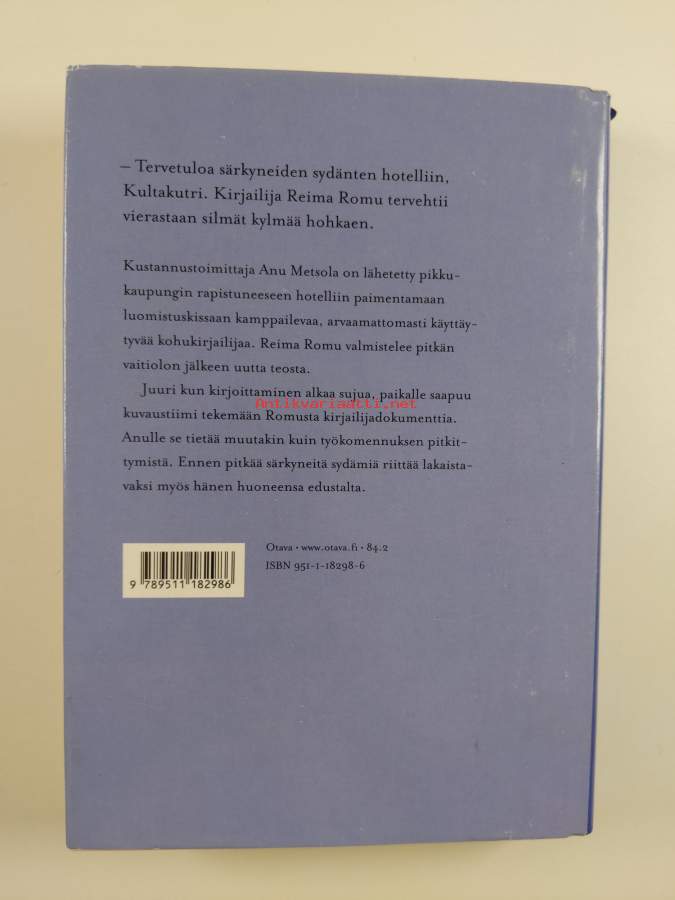 – Tervetuloa särkyneiden sydänten hotelliin,
Kultakutri. Kirjailija Reima Romu tervehtii
vierastaan silmät kylmää hohkaen.
Kustannustoimittaja Anu Metsola on lähetetty pikku-
kaupungin rapistuneeseen hotelliin paimentamaan
luomistuskissaan kamppailevaa, arvaamattomasti käyttäy-
tyvää kohukirjailijaa. Reima Romu valmistelee pitkän
vaitiolon jälkeen uutta teosta.
Juuri kun kirjoittaminen alkaa sujua, paikalle saapuu
Antikvariaatti.net
kuvaustiimi tekemään Romusta kirjailijadokumenttia.
Anulle se tietää muutakin kuin työkomennuksen pitkit-
tymistä. Ennen pitkää särkyneitä sydämiä riittää lakaista-
vaksi myös hänen huoneensa edustalta.
Otava • www.otava.fi • 84.2
ISBN 951-1-18298-6
9 789511 182986